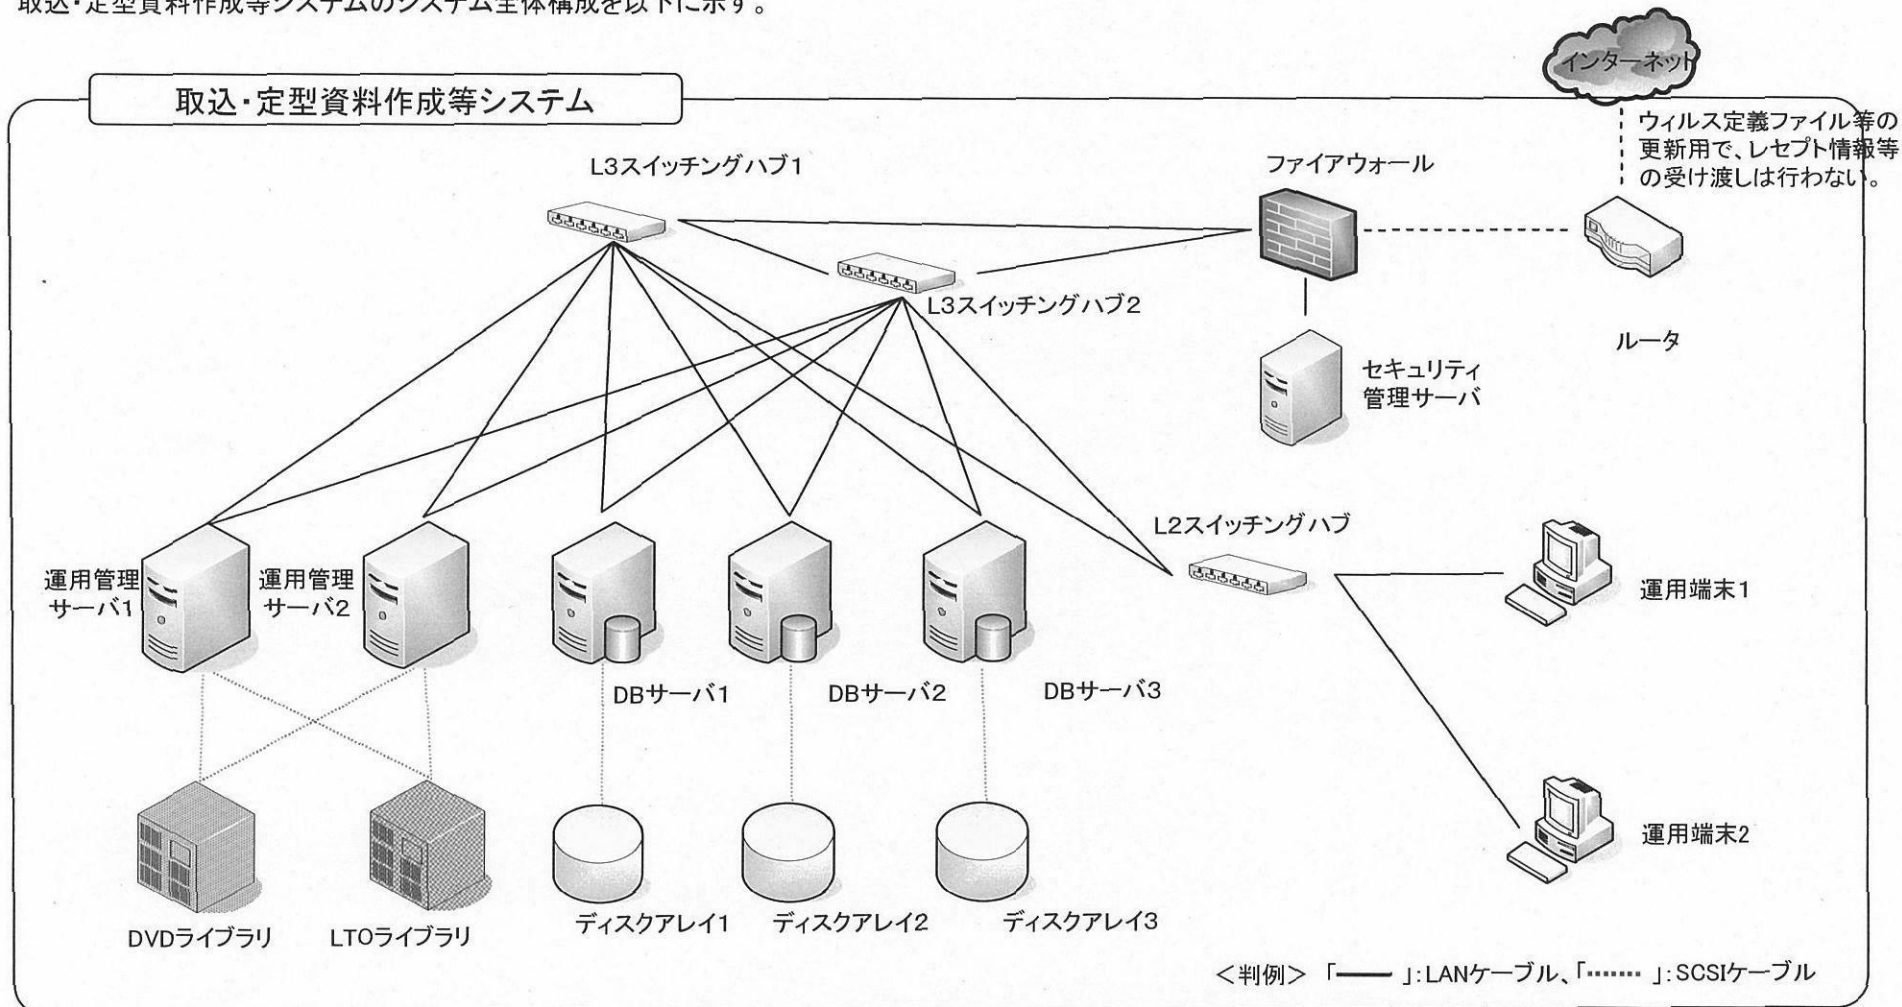 取込・定型資料作成等システムのシステム全体構成を以下に示す。
インターネット
取込・定型資料作成等システム
ウィルス定義ファイル等の
更新用で、レセプト情報等
の受け渡しは行わない。
L3スイッチングハブ1
ファイアウォール
L3スイッチングハブ2
ルータ
セキュリティ
管理サーバ
L2スイッチングハブ
運用管理
サーバ1
運用管理
サーバ2
運用端末1
DBサーバ1
DBサーバ2
DBサーバ3
運用端末2
DVDライブラリ
LTOライブラリ
ディスクアレイ1
ディスクアレイ2
ディスクアレイ3
＜判例＞ 「―― 」:LANケーブル、「┅┅ 」:SCSIケーブル